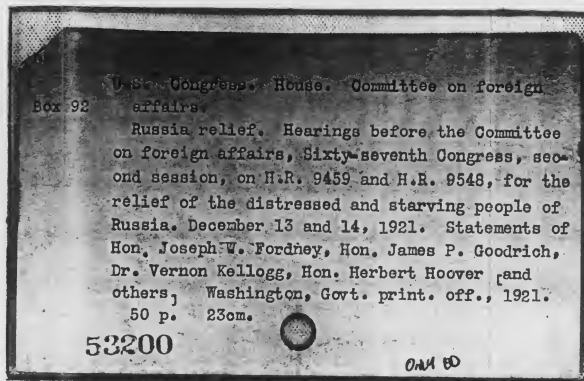 U.S. Congress. House. Committee on foreign
Box 92 affairs.
Russia relief. Hearings before the Committee
on foreign affairs, Sixty-seventh Congress, sec-
ond session, on H.R. 9459 and H.R. 9548, for the
relief of the distressed and starving people of
Russia. December 13 and 14, 1921. Statements of
Hon. Joseph W. Fordney, Hon. James P. Goodrich,
Dr. Vernon Kellogg, Hon. Herbert Hoover [and
others] Washington, Govt. print. off., 1921.
50 p. 23cm.
53200
ONLY ED